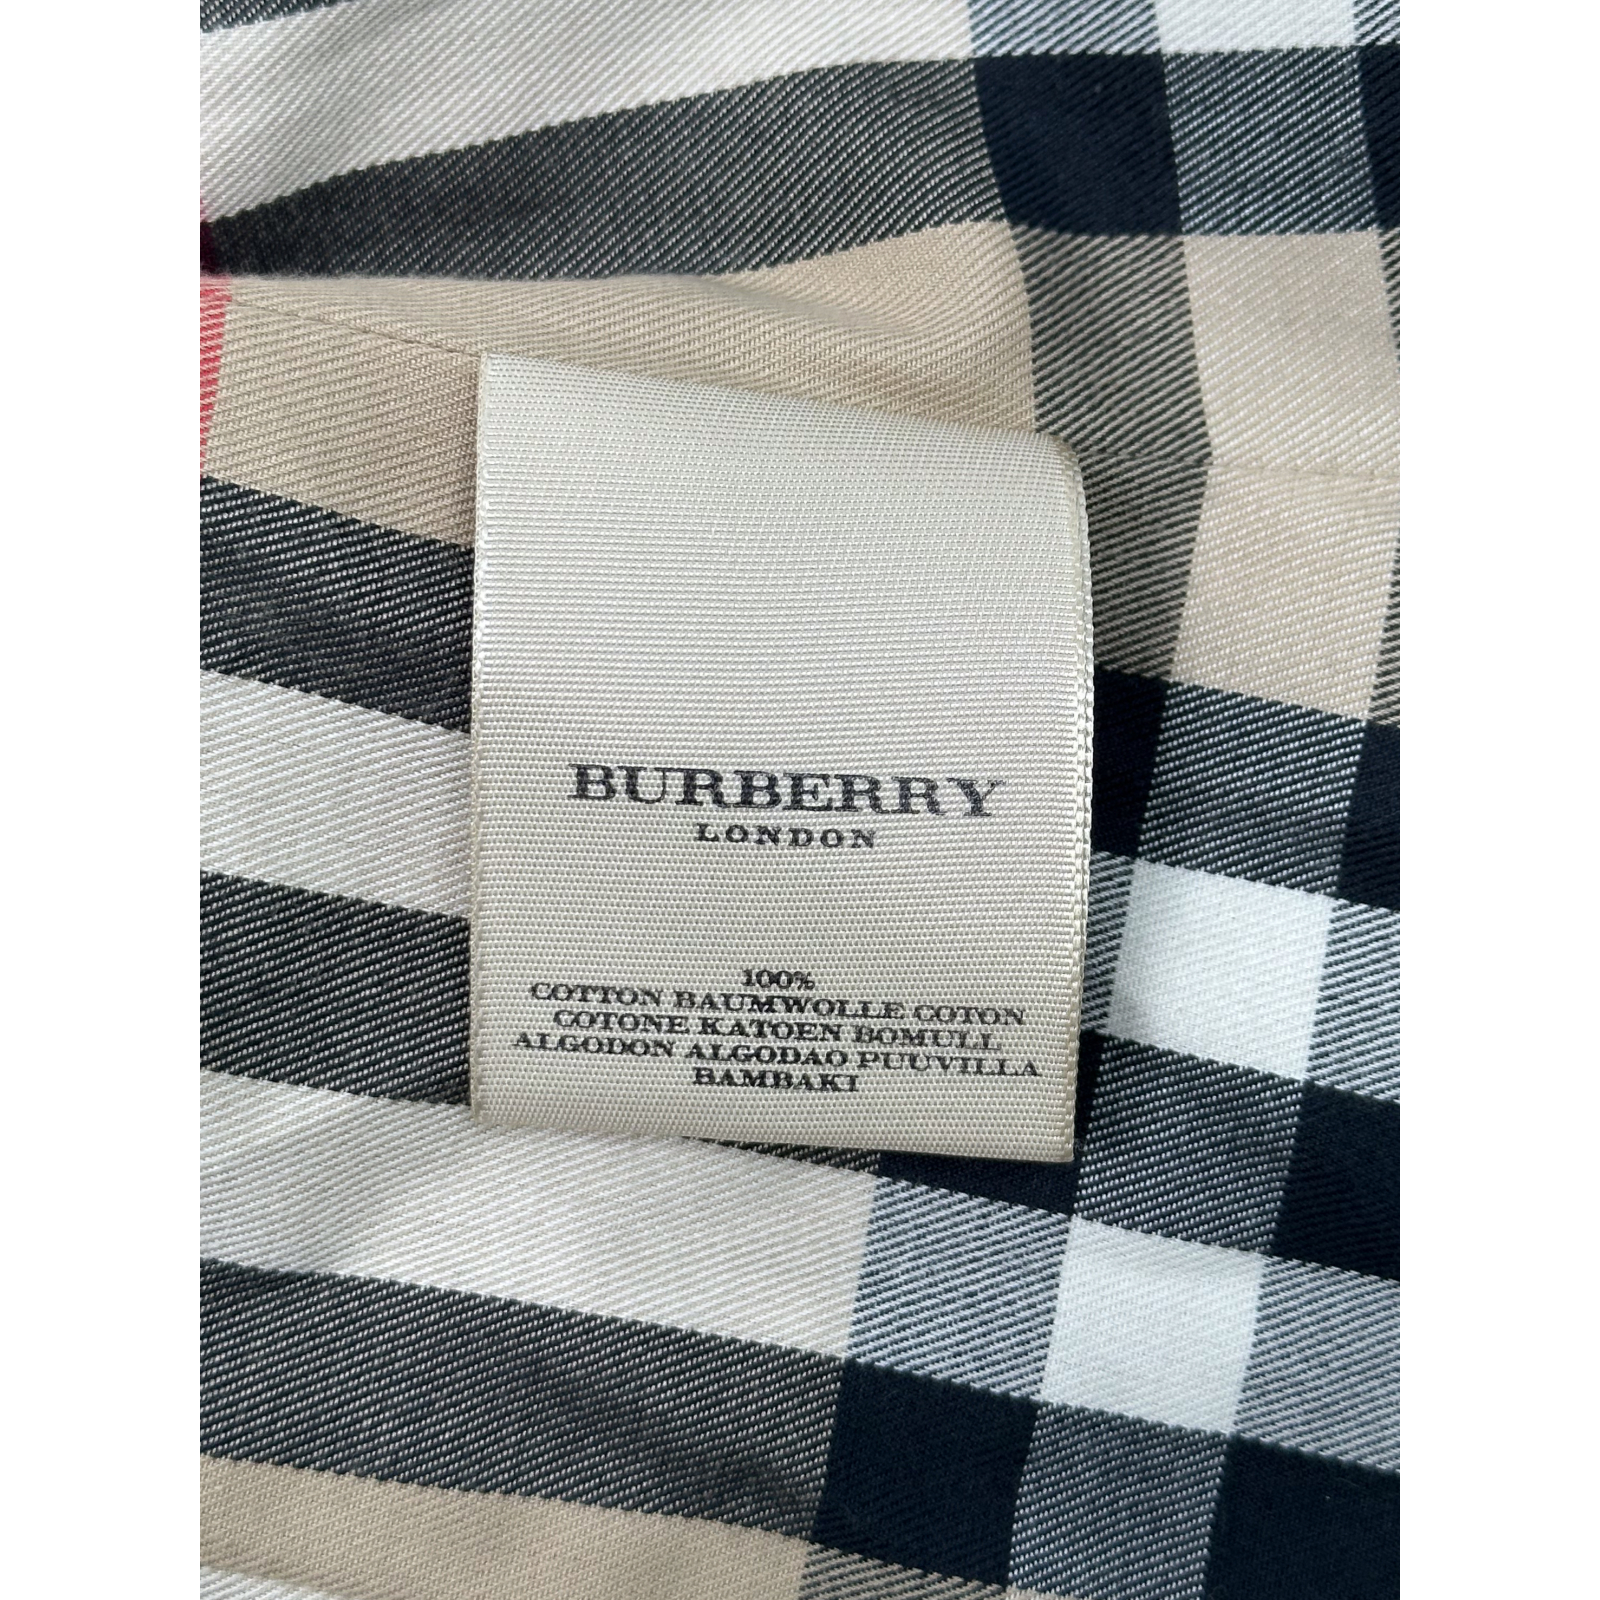 BURBERRY
LONDON
100%
COTTON BAUMWOLLE COTON
COTONE KATOEN BOMULL
ALGODON ALGODAO PUUVILLA
BAMBAKI